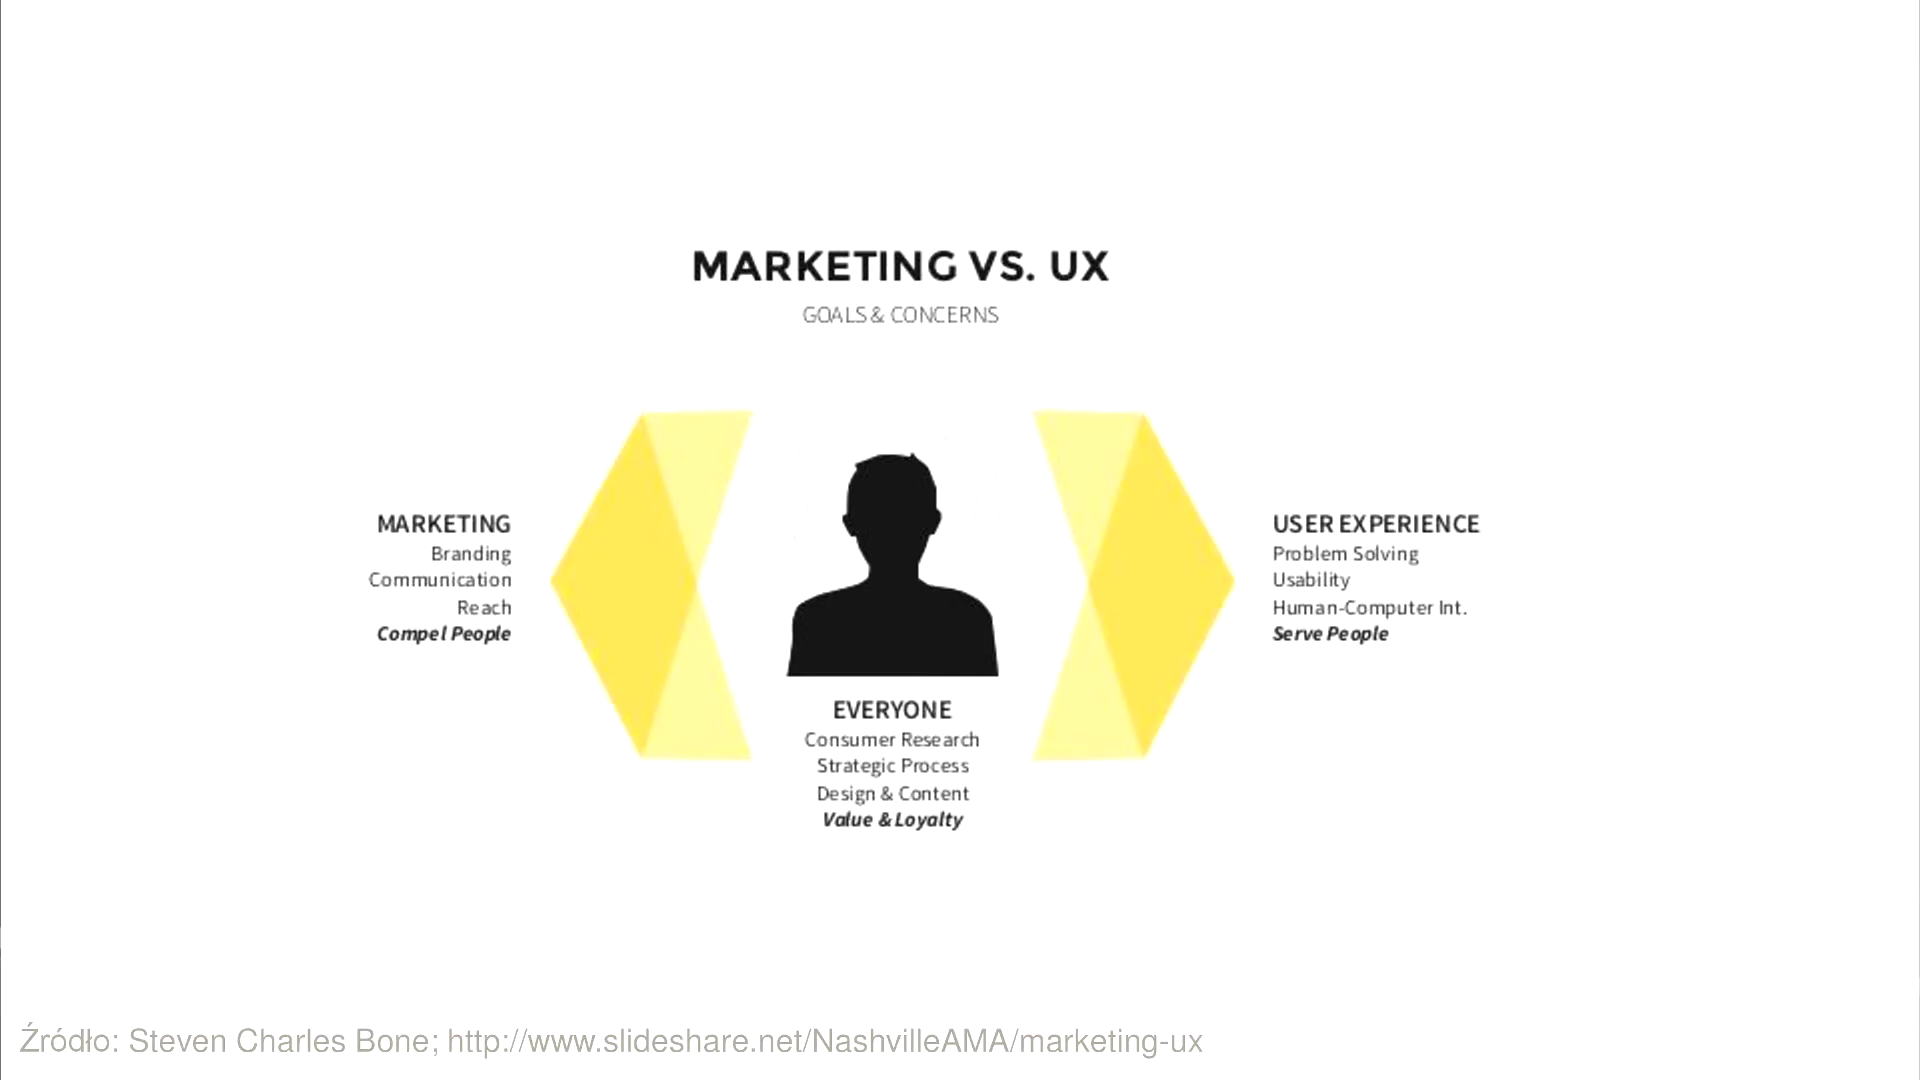 MARKETING VS. UX
GOALS & CONCERNS
MARKETING
Branding
Communication
Reach
Compel People
EVERYONE
Consumer Research
Strategic Process
Design & Content
Value & Loyalty
USER EXPERIENCE
Problem Solving
Usability
Human-Computer Int.
Serve People
Źródło: Steven Charles Bone; http://www.slideshare.net/NashvilleAMA/marketing-ux